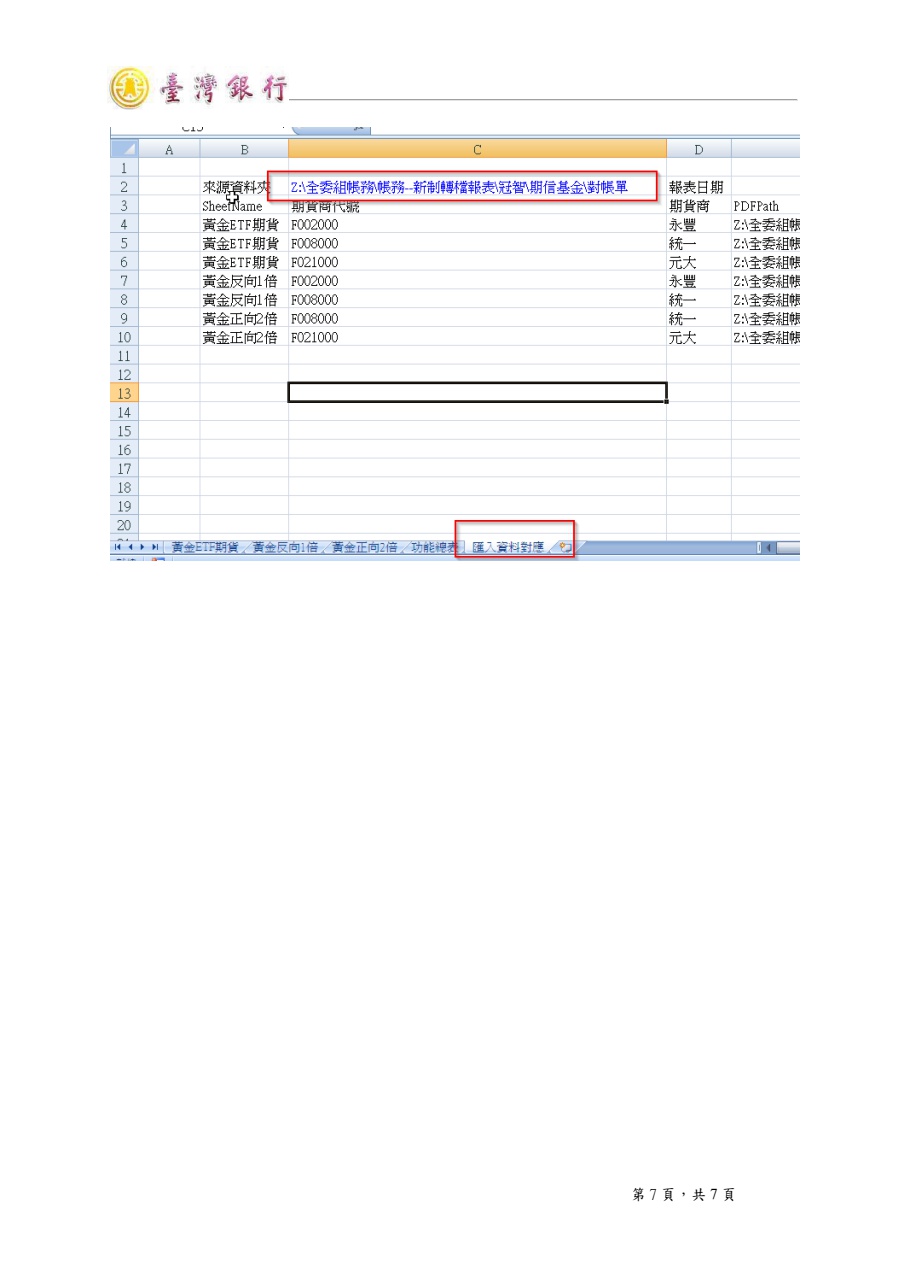 臺灣銀行
C13
A B C D
1
2 來源資料夾 Z:\全委組帳務\帳務--新制轉檔報表\冠智\期信基金\對帳單 報表日期
3 SheetName 期貨商代號 期貨商 PDFPath
4 黃金ETF期貨 F002000 永豐 Z:\全委組帳
5 黃金ETF期貨 F008000 統一 Z:\全委組帳
6 黃金ETF期貨 F021000 元大 Z:\全委組帳
7 黃金反向1倍 F002000 永豐 Z:\全委組帳
8 黃金反向1倍 F008000 統一 Z:\全委組帳
9 黃金正向2倍 F008000 統一 Z:\全委組帳
10 黃金正向2倍 F021000 元大 Z:\全委組帳
11
12
13
14
15
16
17
18
19
20
黃金ETF期貨 黃金反向1倍 黃金正向2倍 功能總表 匯入資料對應
第 7 頁，共 7 頁